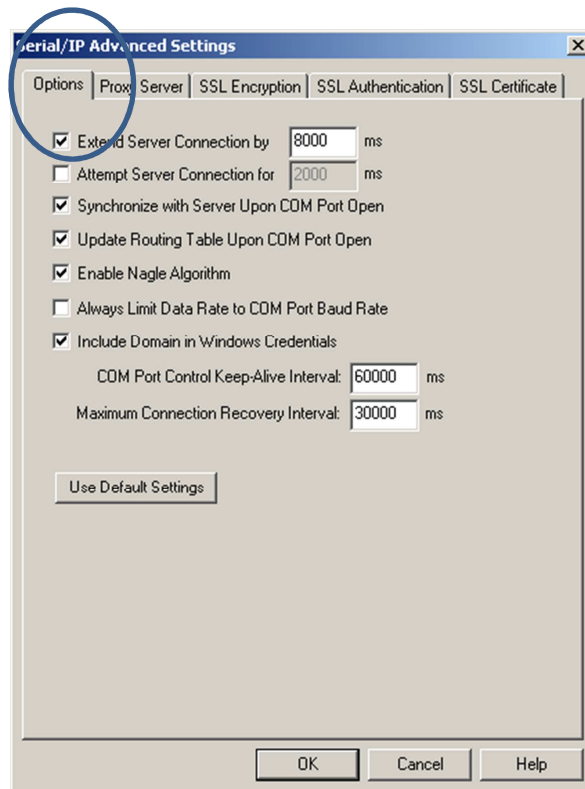 Serial/IP Advanced Settings
Options Proxy Server SSL Encryption SSL Authentication SSL Certificate
Extend Server Connection by 8000 ms
Attempt Server Connection for 2000 ms
Synchronize with Server Upon COM Port Open
Update Routing Table Upon COM Port Open
Enable Nagle Algorithm
Always Limit Data Rate to COM Port Baud Rate
Include Domain in Windows Credentials
COM Port Control Keep-Alive Interval: 60000 ms
Maximum Connection Recovery Interval: 30000 ms
Use Default Settings
OK Cancel Help